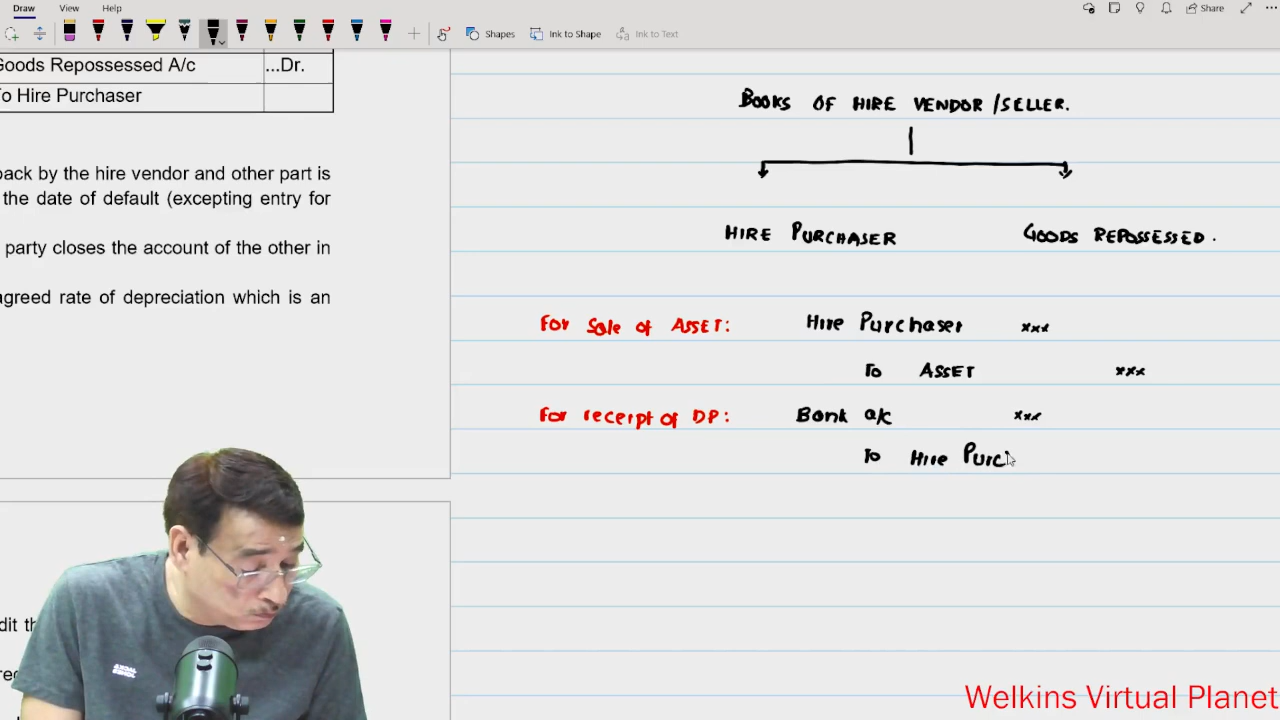 Draw View Help
Shapes Ink to Shape Ink to Text Share
Goods Repossessed A/c ...Dr.
To Hire Purchaser
back by the hire vendor and other part is
the date of default (excepting entry for
party closes the account of the other in
agreed rate of depreciation which is an
BOOKS OF HIRE VENDOR/SELLER.
HIRE PURCHASER GOODS REPOSSESSED.
For Sale of ASSET: Hire Purchaser xxx
To ASSET xxx
For receipt of DP: Bank a/c xxx
To Hire Purc
Welkins Virtual Planet